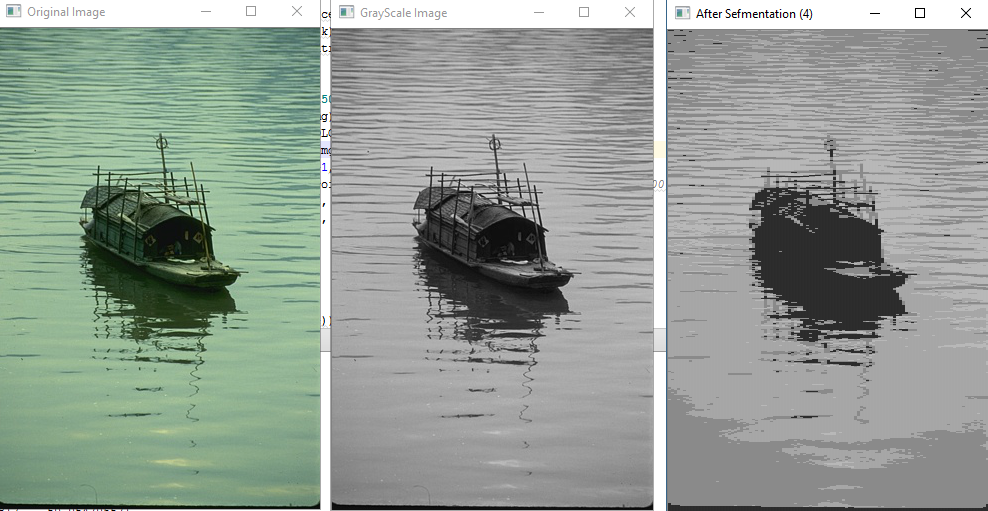 Original Image
GrayScale Image
After Sefmentation (4)